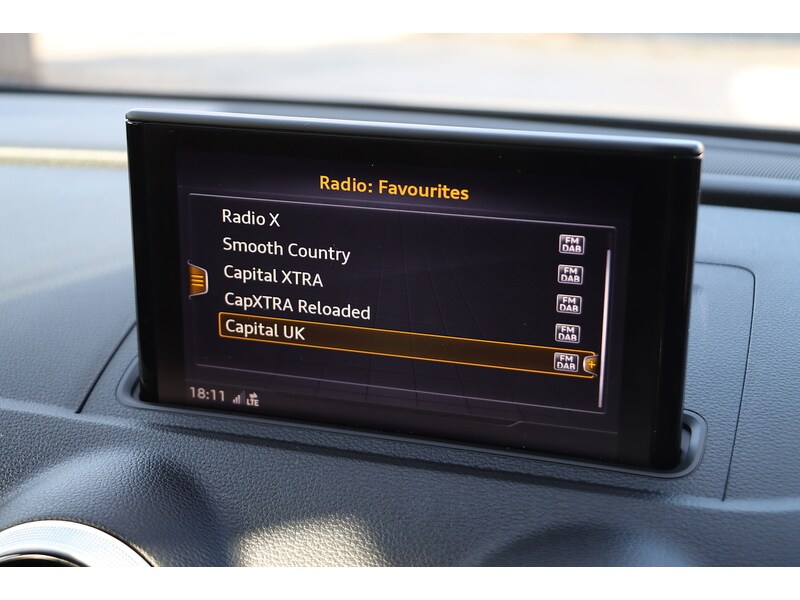 Radio: Favourites
Radio X FM DAB
Smooth Country FM DAB
Capital XTRA FM DAB
CapXTRA Reloaded FM DAB
Capital UK FM DAB +
18:11 LTE